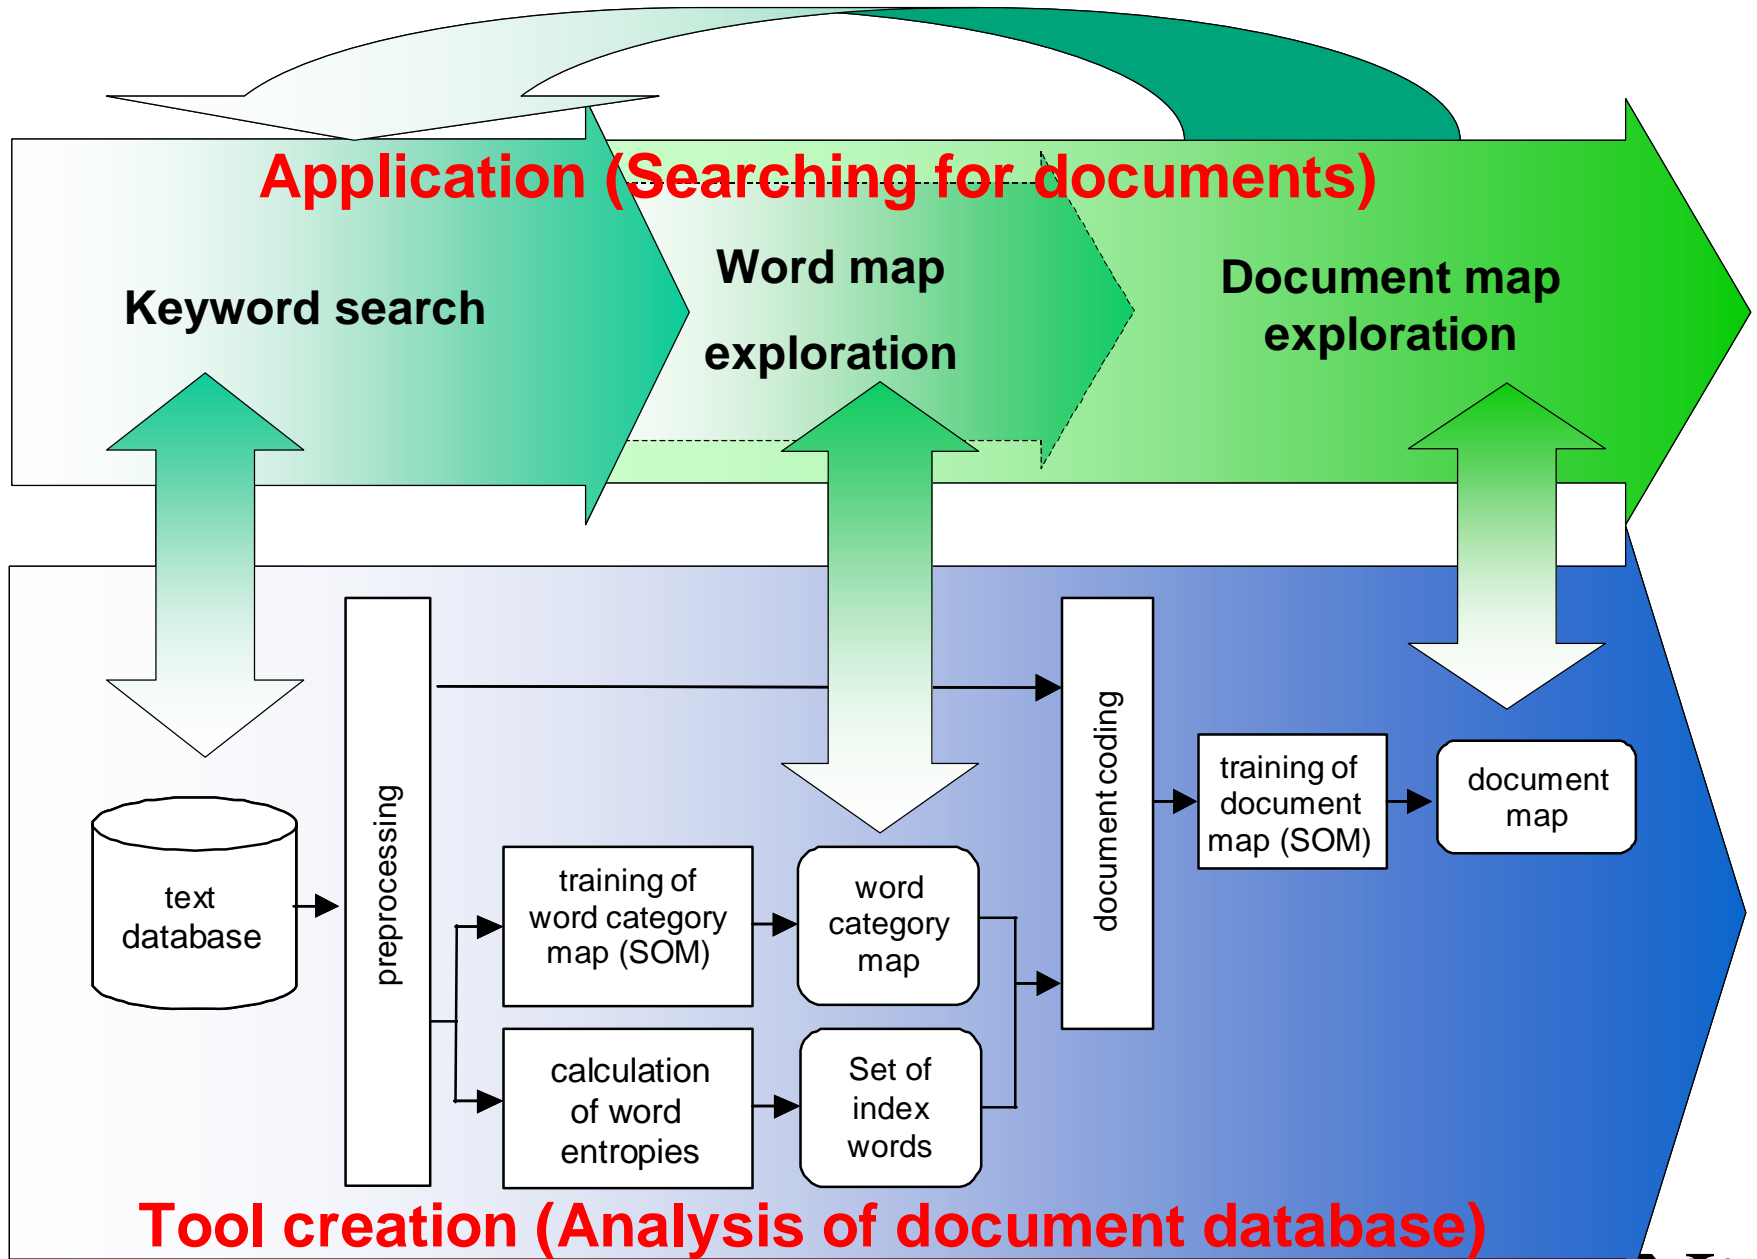 Application (Searching for documents)
Keyword search
Word map
exploration
Document map
exploration
text
database
preprocessing
training of
word category
map (SOM)
word
category
map
calculation
of word
entropies
Set of
index
words
document coding
training of
document
map (SOM)
document
map
Tool creation (Analysis of document database)